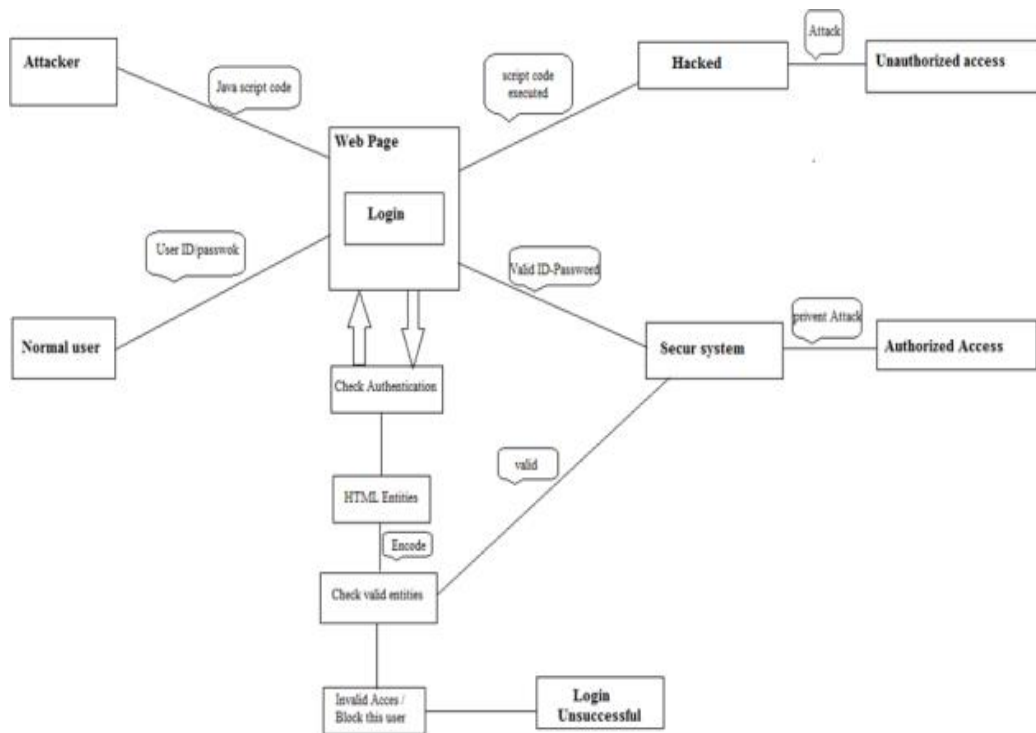 Attacker
Java script code
script code
executed
Hacked
Attack
Unauthorized access
Web Page
Login
User ID/passwok
Valid ID-Password
Normal user
Secur system
privent Attack
Authorized Access
Check Authentication
HTML Entities
valid
Encode
Check valid entities
Invalid Acces /
Block this user
Login
Unsuccessful